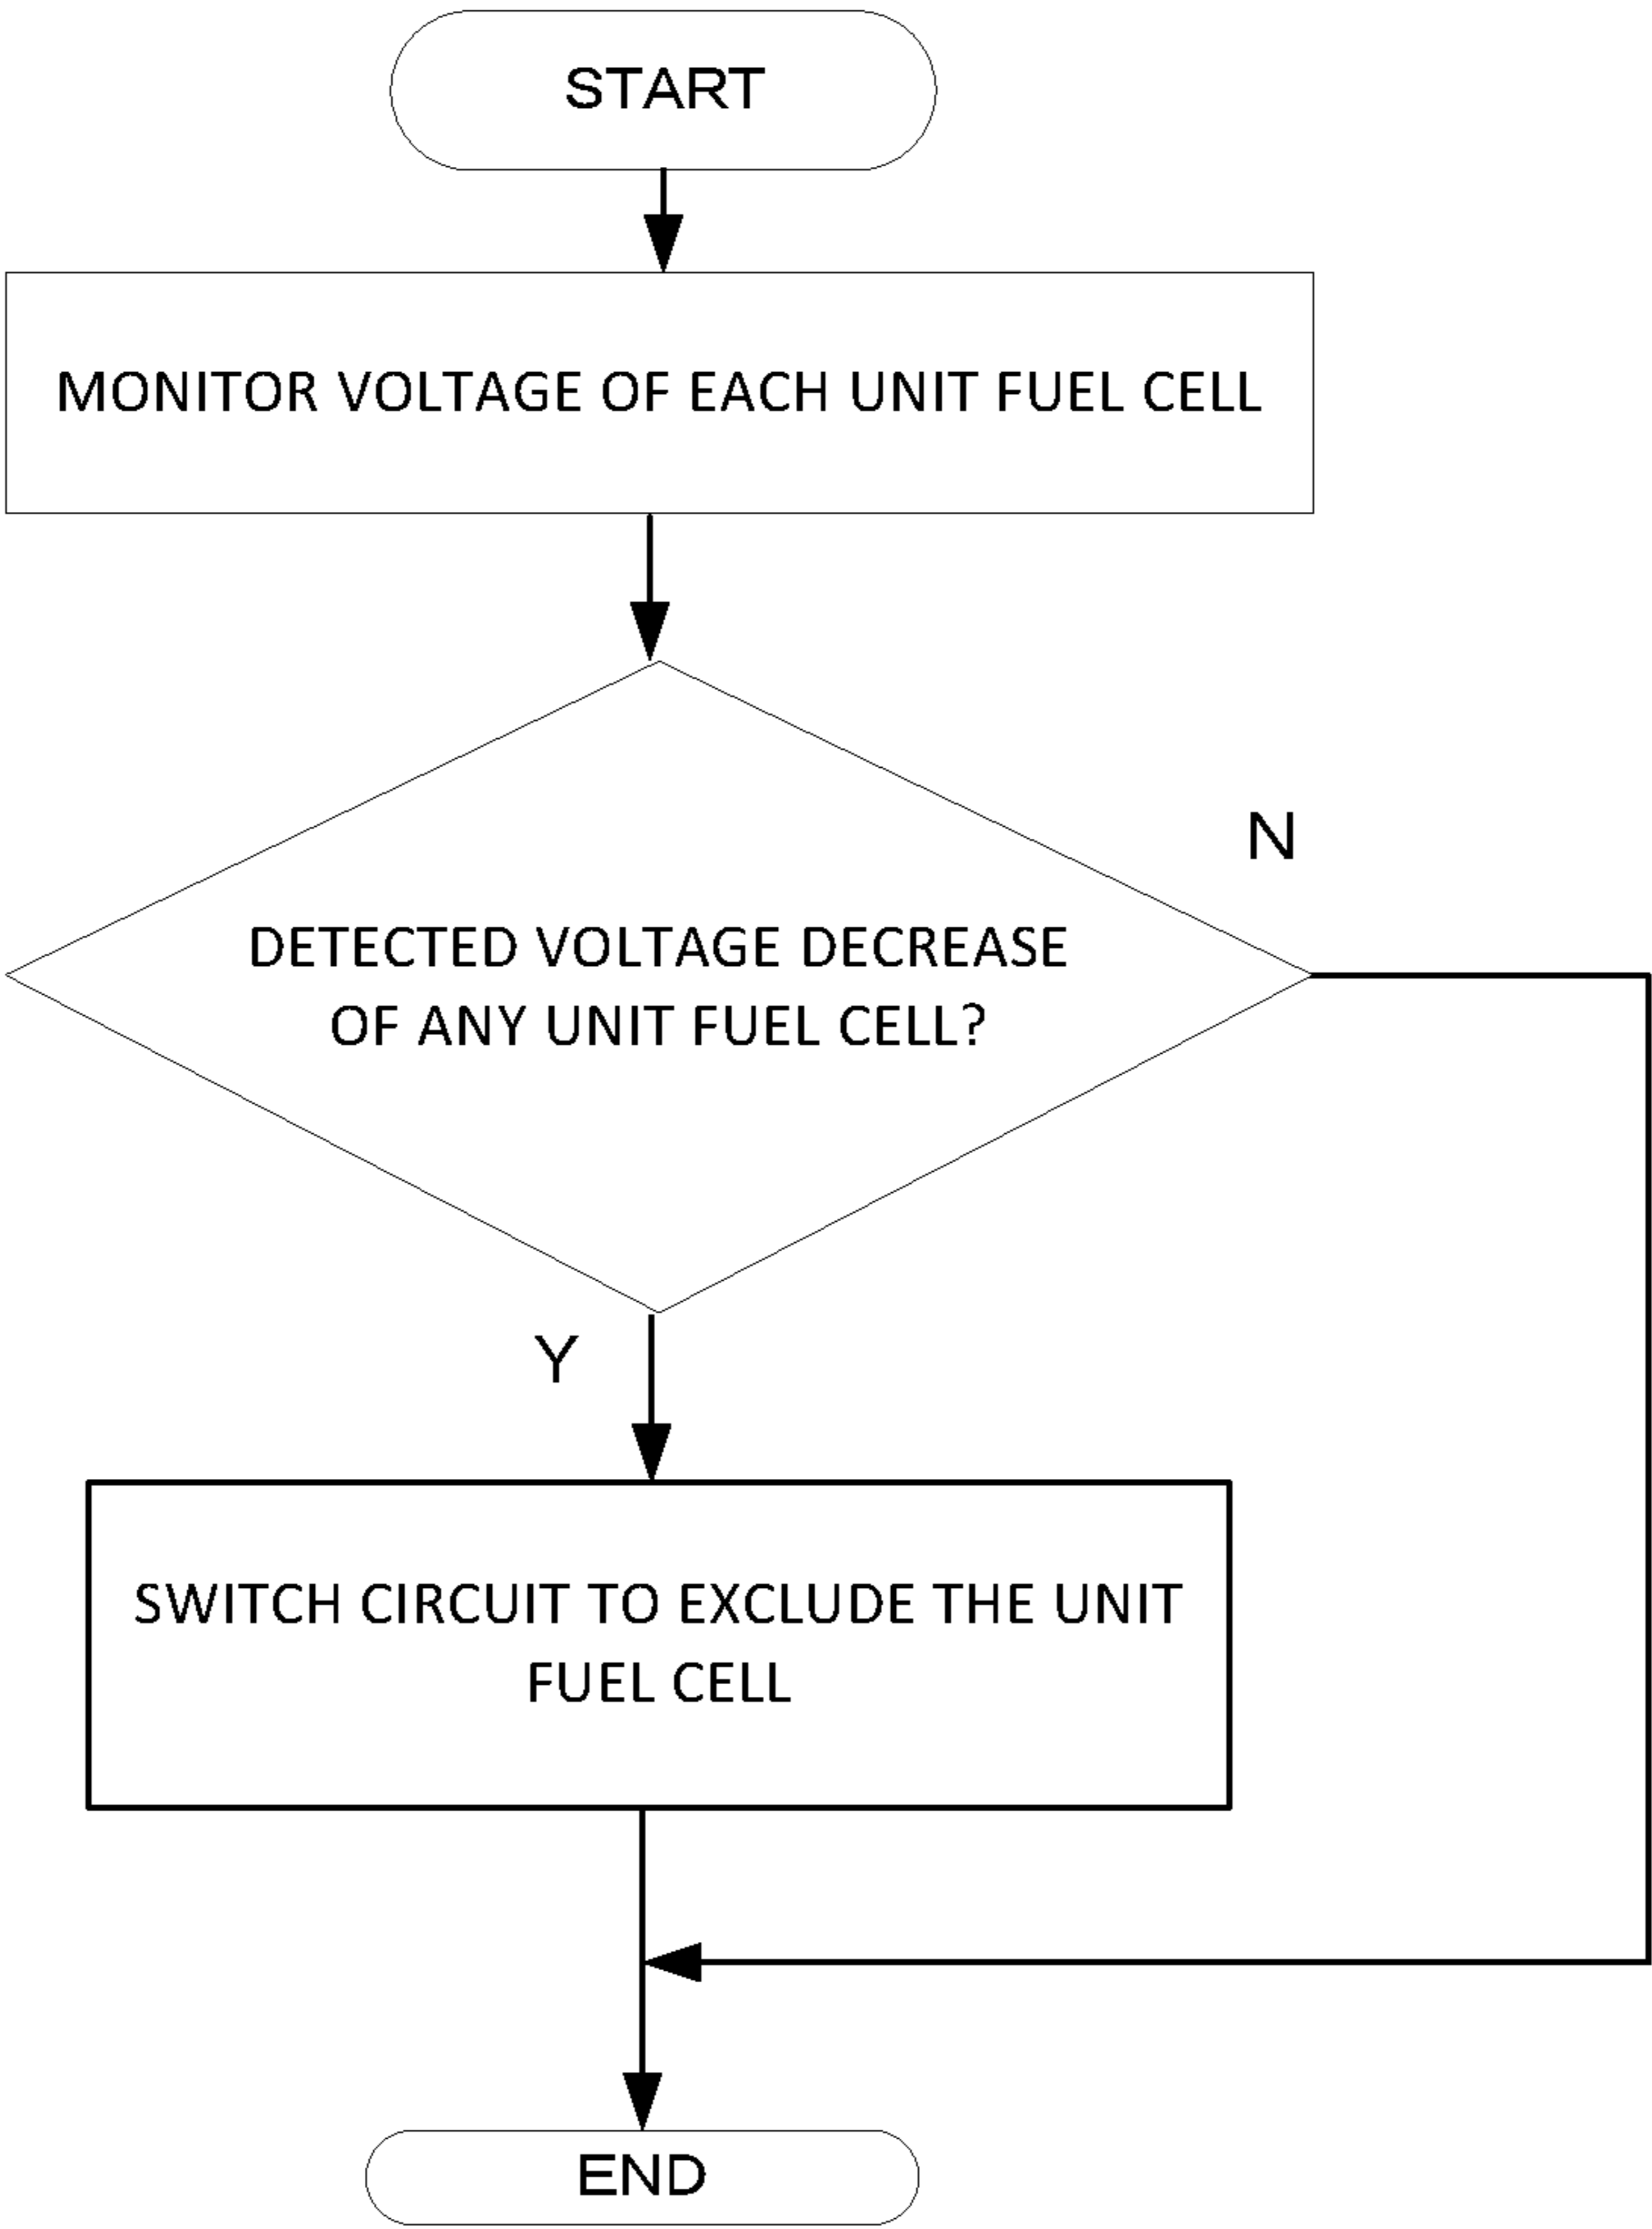 START
MONITOR VOLTAGE OF EACH UNIT FUEL CELL
N
DETECTED VOLTAGE DECREASE
OF ANY UNIT FUEL CELL?
Y
SWITCH CIRCUIT TO EXCLUDE THE UNIT
FUEL CELL
END